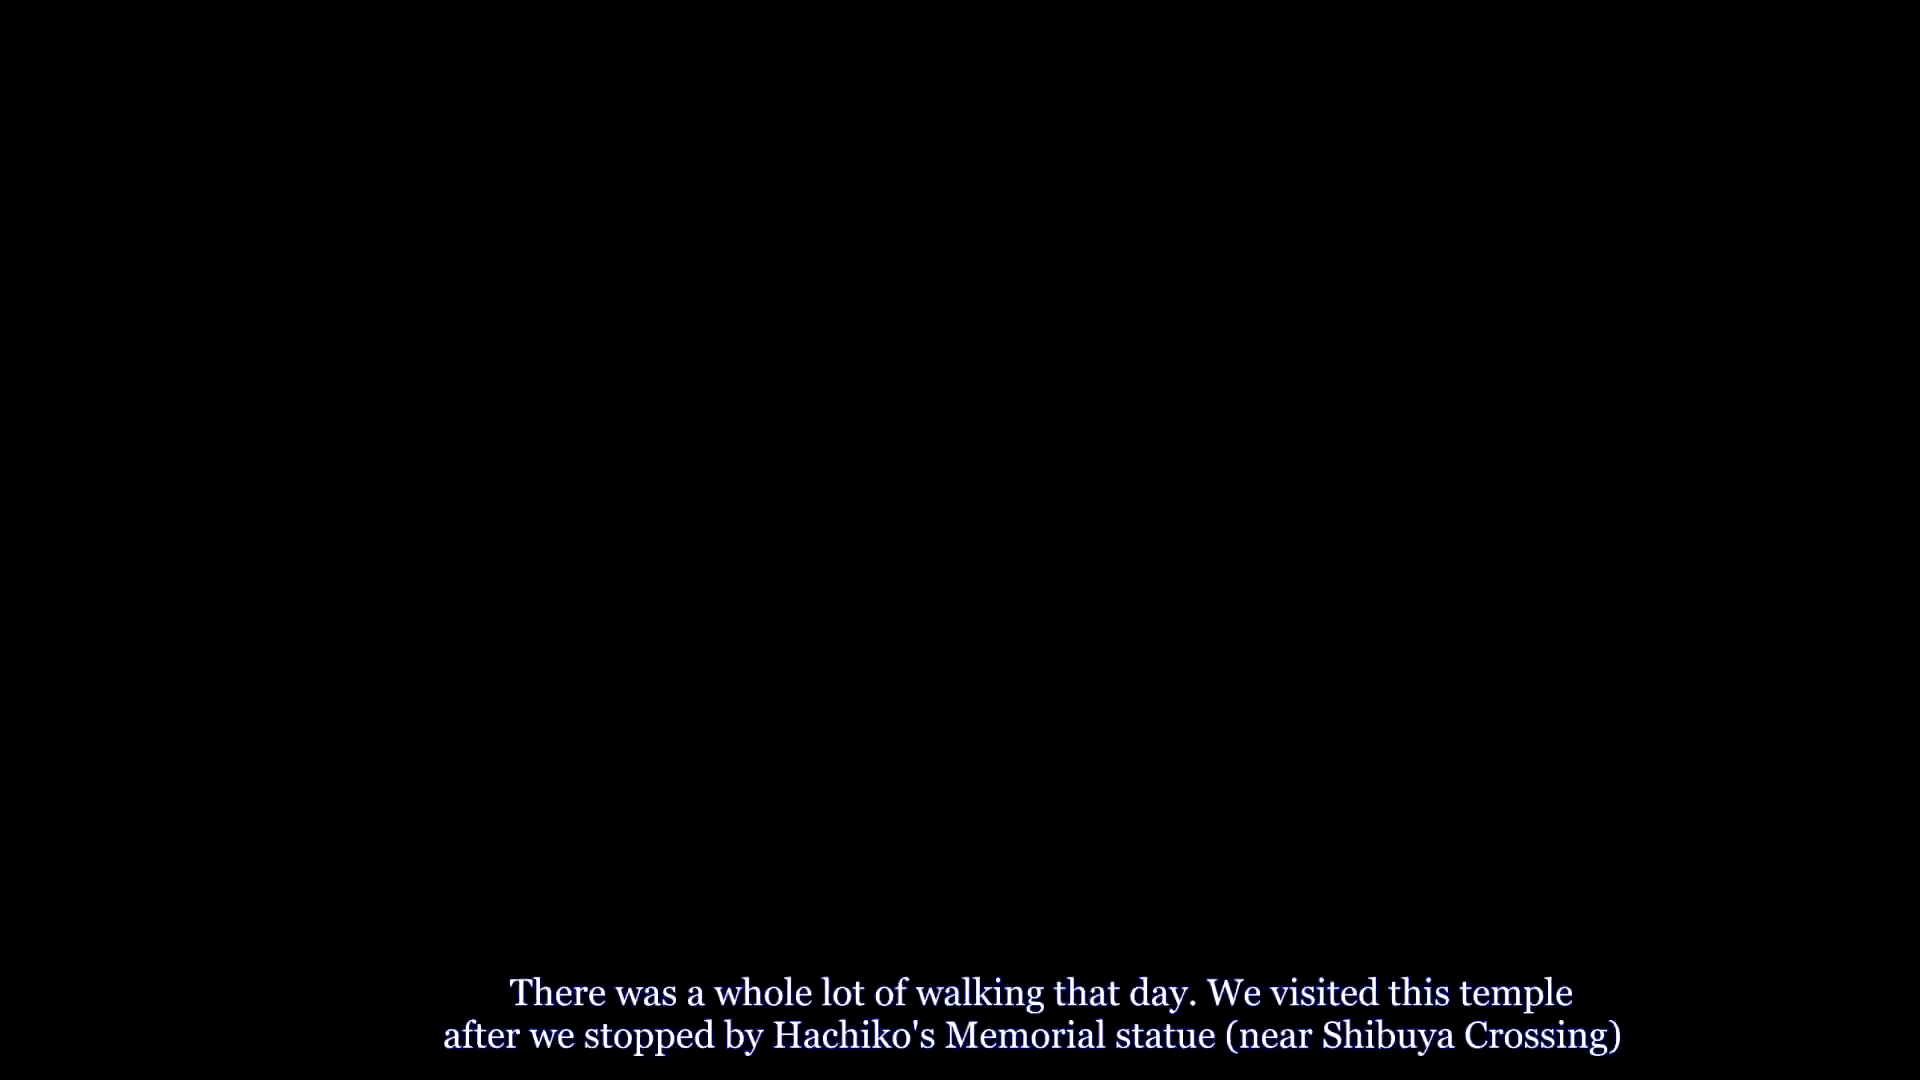 There was a whole lot of walking that day. We visited this temple
after we stopped by Hachiko's Memorial statue (near Shibuya Crossing)